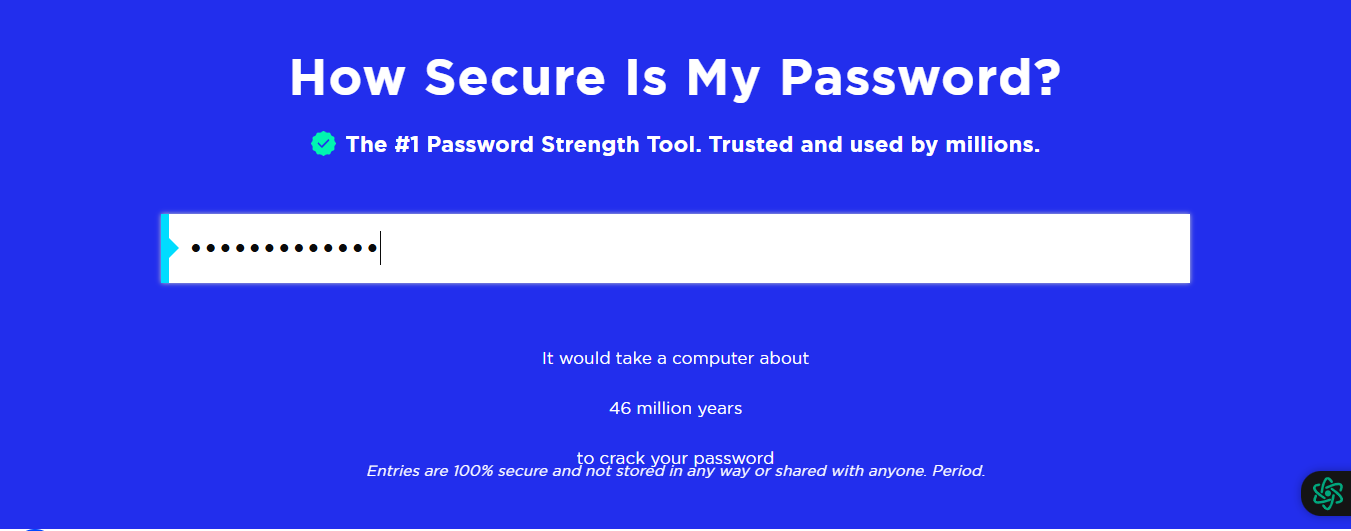 How Secure Is My Password?
The #1 Password Strength Tool. Trusted and used by millions.
•••••••••••••
It would take a computer about
46 million years
to crack your password
Entries are 100% secure and not stored in any way or shared with anyone. Period.